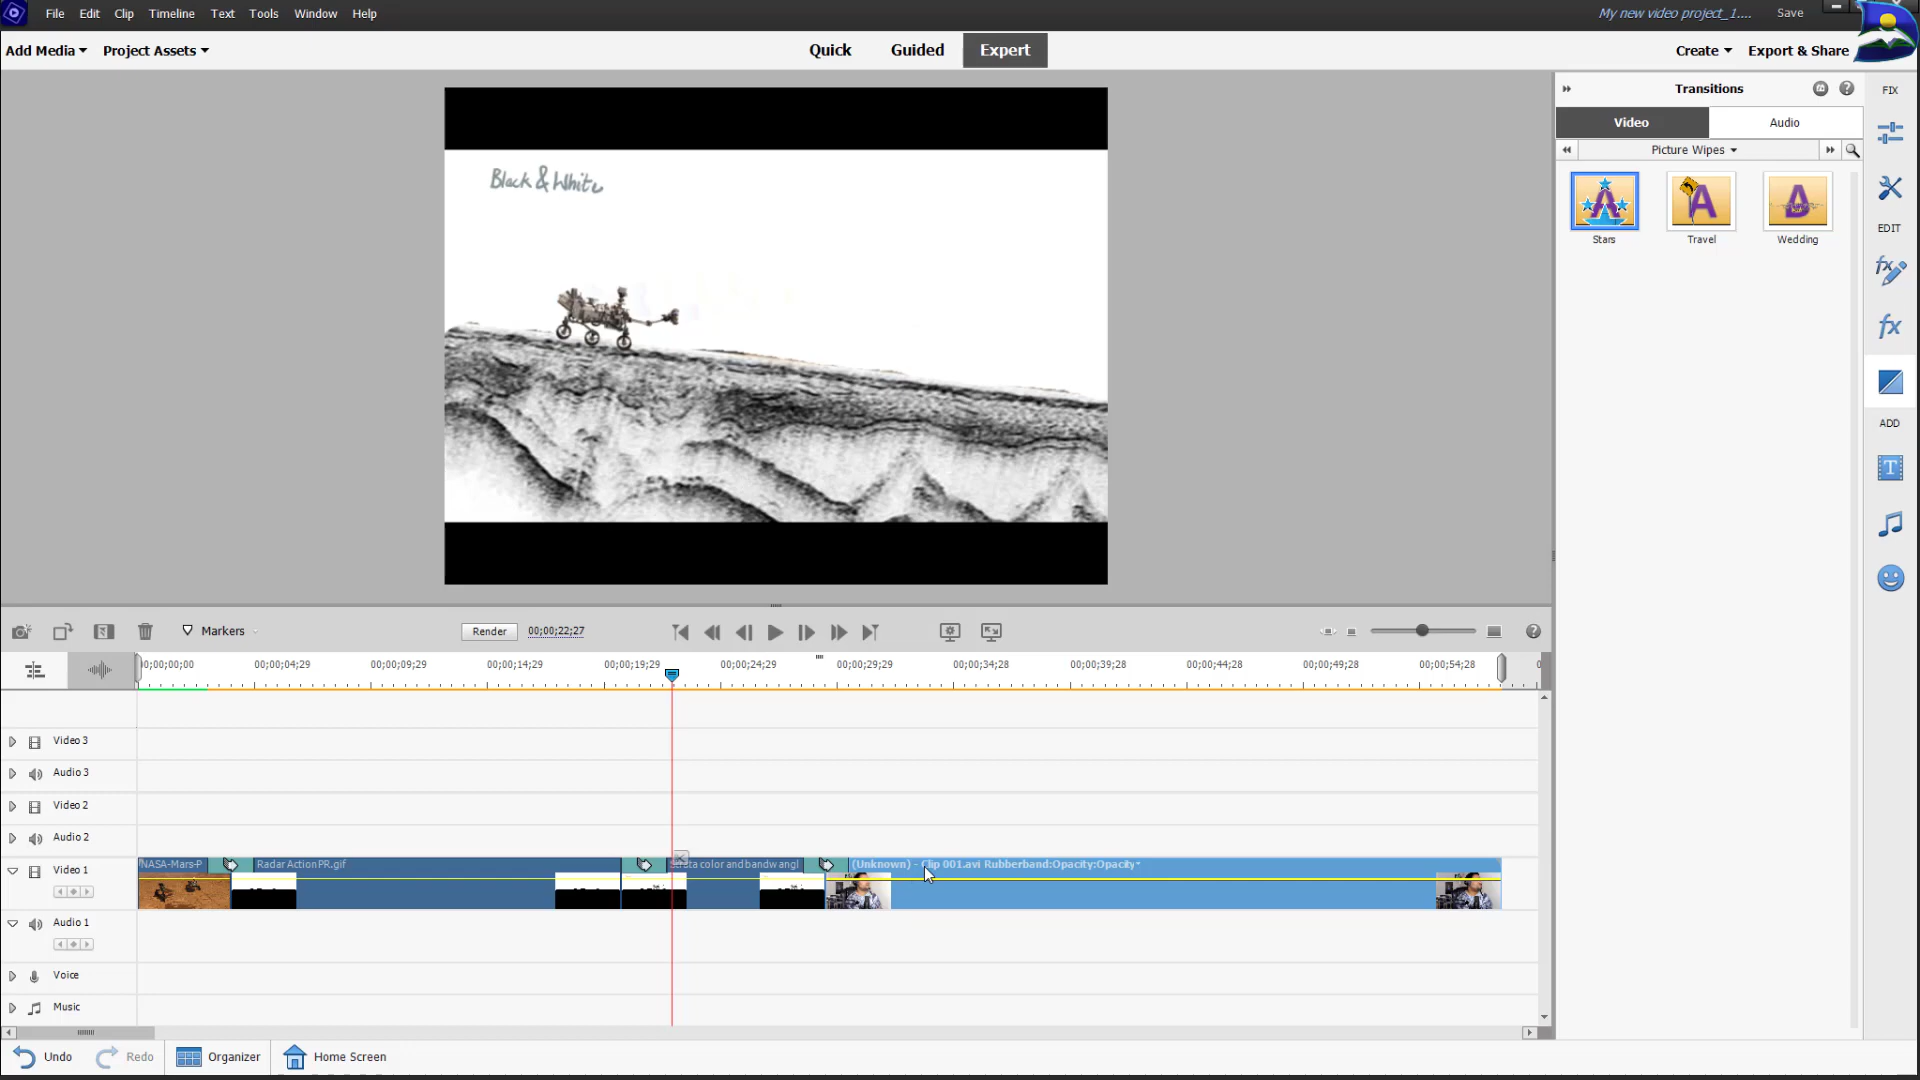 File Edit Clip Timeline Text Tools Window Help
My new video project_1.... Save
Add Media Project Assets
Quick Guided Expert
Create Export & Share
Transitions
FIX
Video Audio
Picture Wipes
Stars Travel Wedding
EDIT
ADD
Black & White
Markers
Render 00;00;22;27
0;00;00;00 00;00;04;29 00;00;09;29 00;00;14;29 00;00;19;29 00;00;24;29 00;00;29;29 00;00;34;28 00;00;39;28 00;00;44;28 00;00;49;28 00;00;54;28
Video 3
Audio 3
Video 2
Audio 2
Video 1
NASA-Mars-P Radar Action PR.gif color and bandw angl (Unknown) - Clip 001.avi Rubberband:Opacity:Opacity
Audio 1
Voice
Music
Undo Redo Organizer Home Screen